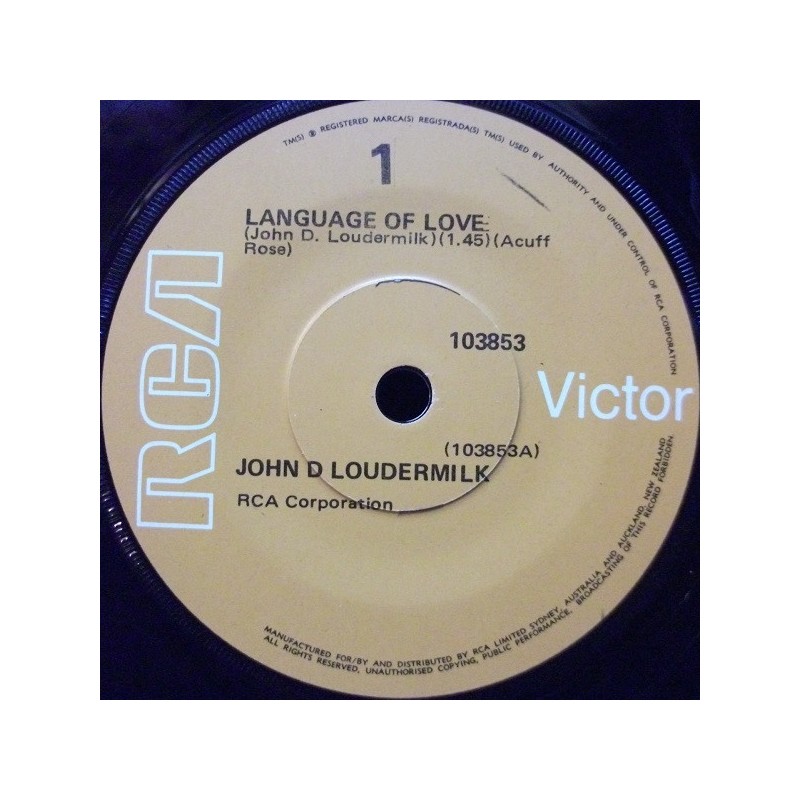 TM(S) ® REGISTERED MARCA(S) REGISTRADA(S) TM(S) USED BY AUTHORITY AND UNDER CONTROL OF RCA CORPORATION
1
LANGUAGE OF LOVE
(John D. Loudermilk)(1.45)(Acuff
Rose)
RCA
103853
Victor
(103853A)
JOHN D LOUDERMILK
RCA Corporation
MANUFACTURED FOR/BY AND DISTRIBUTED BY RCA LIMITED SYDNEY, AUSTRALIA AND AUCKLAND, NEW ZEALAND
ALL RIGHTS RESERVED, UNAUTHORISED COPYING, PUBLIC PERFORMANCE, BROADCASTING OF THIS RECORD FORBIDDEN.